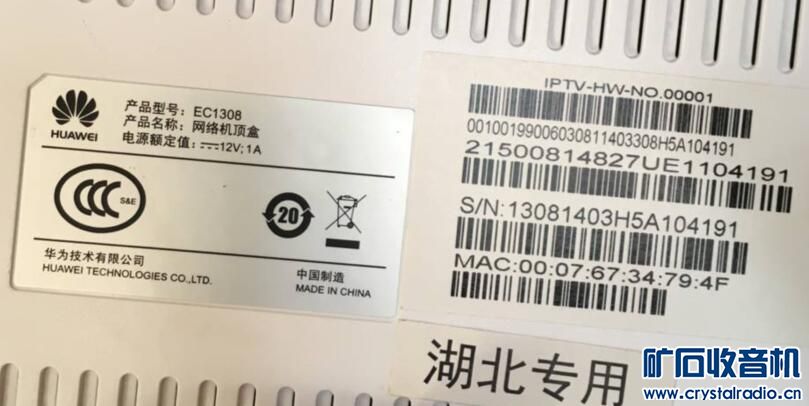 HUAWEI
产品型号: EC1308
产品名称: 网络机顶盒
电源额定值: ⎓12V; 1A
CCC S&E
20
华为技术有限公司
HUAWEI TECHNOLOGIES CO.,LTD.
中国制造
MADE IN CHINA
IPTV-HW-NO.00001
00100199006030811403308H5A104191
21500814827UE1104191
S/N:13081403H5A104191
MAC:00:07:67:34:79:4F
湖北专用
矿石收音机
www.crystalradio.cn